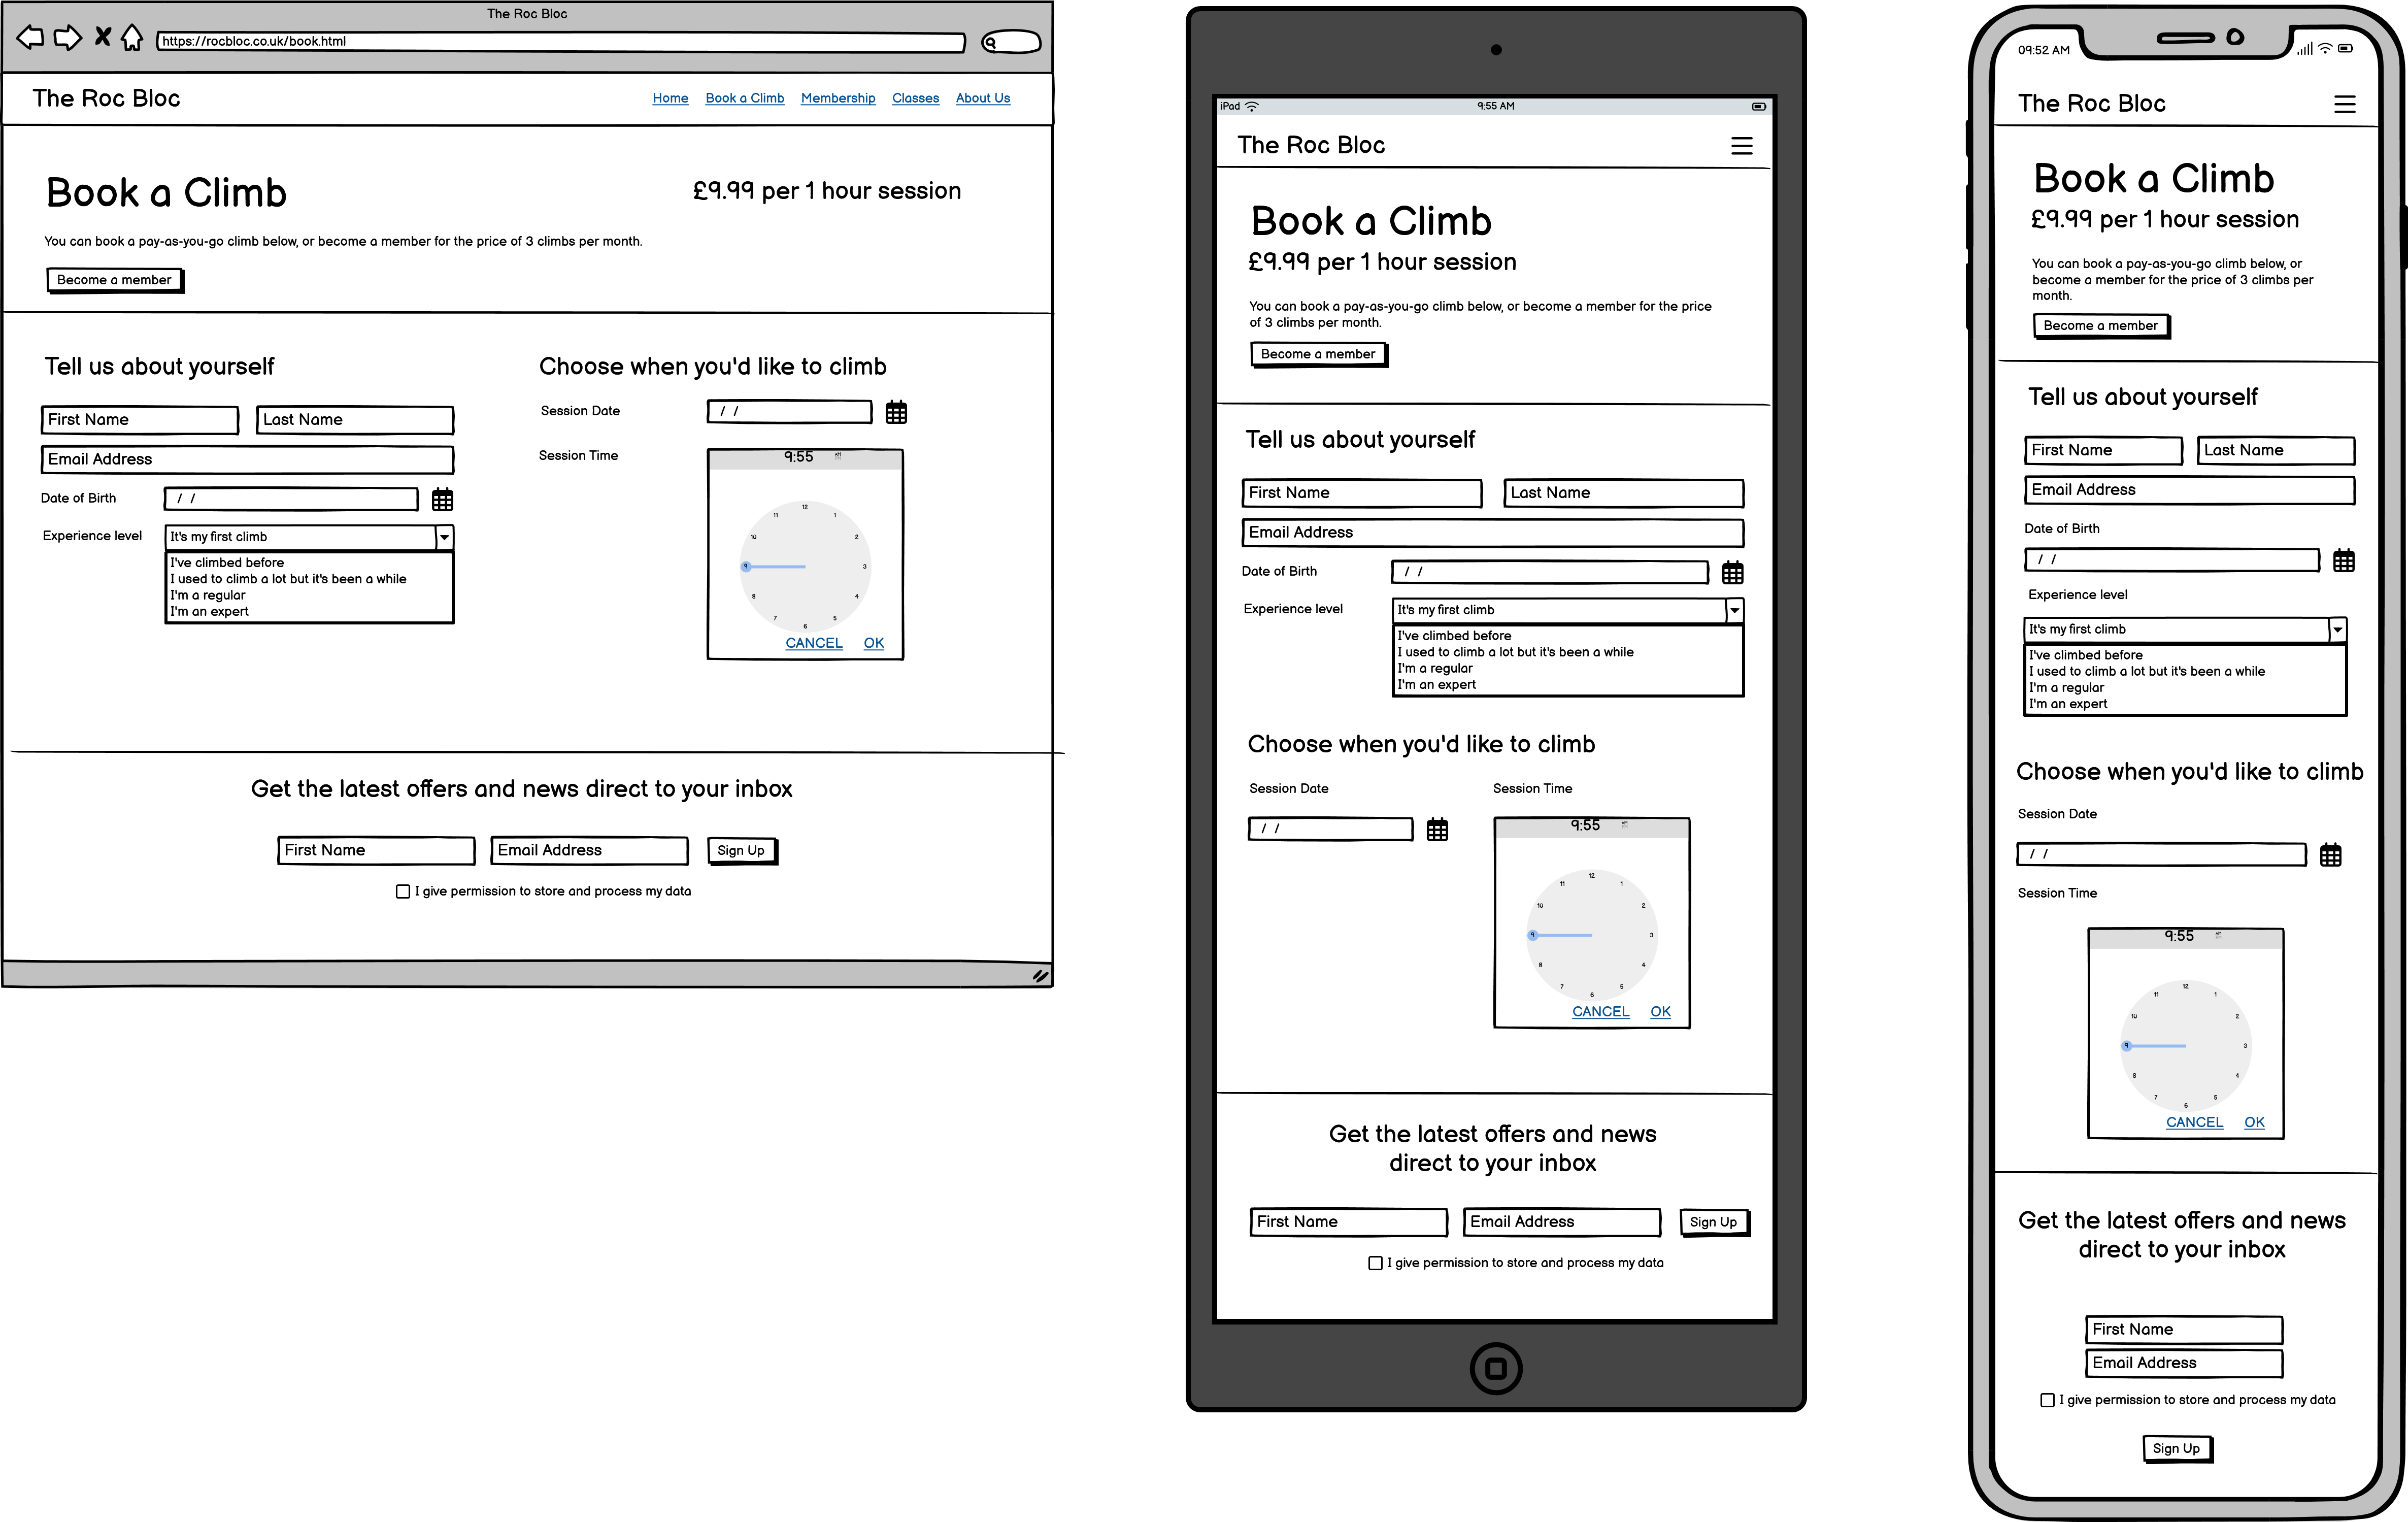 The Roc Bloc
https://rocbloc.co.uk/book.html
The Roc Bloc
Home Book a Climb Membership Classes About Us
Book a Climb
£9.99 per 1 hour session
You can book a pay-as-you-go climb below, or become a member for the price of 3 climbs per month.
Become a member
Tell us about yourself
First Name
Last Name
Email Address
Date of Birth
/ /
Experience level
It's my first climb
I've climbed before
I used to climb a lot but it's been a while
I'm a regular
I'm an expert
Choose when you'd like to climb
Session Date
/ /
Session Time
9:55 AM
12
11 1
10 2
9 3
8 4
7 5
6
CANCEL OK
Get the latest offers and news direct to your inbox
First Name
Email Address
Sign Up
I give permission to store and process my data
iPad 9:55 AM
The Roc Bloc
Book a Climb
£9.99 per 1 hour session
You can book a pay-as-you-go climb below, or become a member for the price
of 3 climbs per month.
Become a member
Tell us about yourself
First Name
Last Name
Email Address
Date of Birth
/ /
Experience level
It's my first climb
I've climbed before
I used to climb a lot but it's been a while
I'm a regular
I'm an expert
Choose when you'd like to climb
Session Date
/ /
Session Time
9:55 AM
12
11 1
10 2
9 3
8 4
7 5
6
CANCEL OK
Get the latest offers and news
direct to your inbox
First Name
Email Address
Sign Up
I give permission to store and process my data
09:52 AM
The Roc Bloc
Book a Climb
£9.99 per 1 hour session
You can book a pay-as-you-go climb below, or
become a member for the price of 3 climbs per
month.
Become a member
Tell us about yourself
First Name
Last Name
Email Address
Date of Birth
/ /
Experience level
It's my first climb
I've climbed before
I used to climb a lot but it's been a while
I'm a regular
I'm an expert
Choose when you'd like to climb
Session Date
/ /
Session Time
9:55 AM
12
11 1
10 2
9 3
8 4
7 5
6
CANCEL OK
Get the latest offers and news
direct to your inbox
First Name
Email Address
I give permission to store and process my data
Sign Up